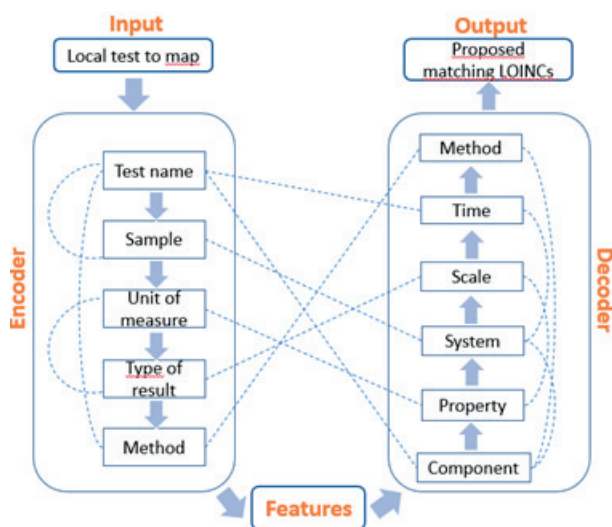 Input
Local test to map
Encoder
Test name
Sample
Unit of
measure
Type of
result
Method
Features
Output
Proposed
matching LOINCs
Decoder
Method
Time
Scale
System
Property
Component